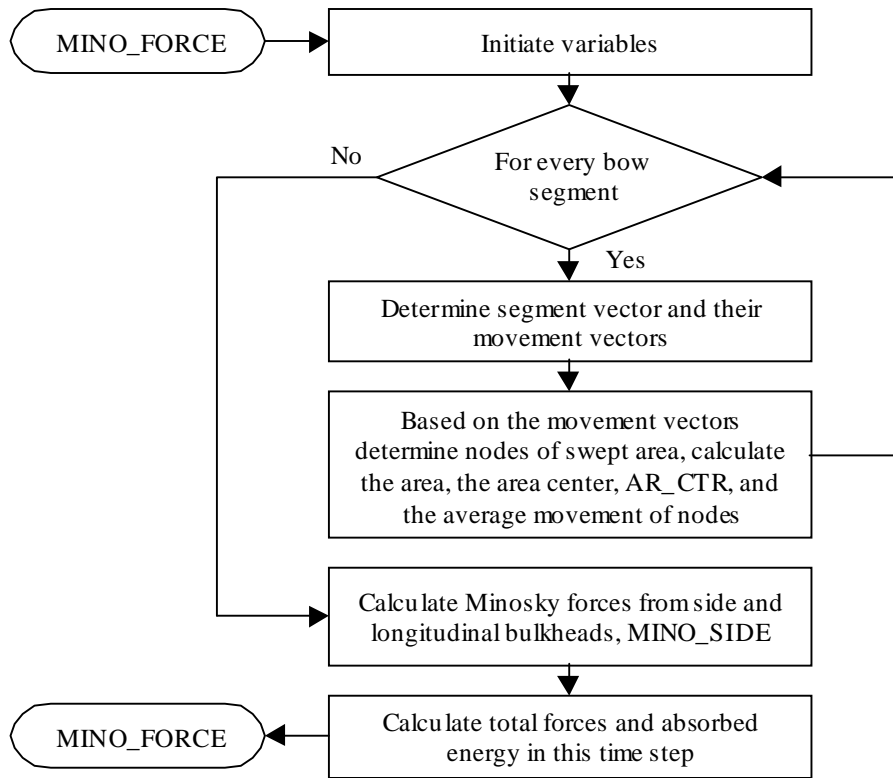 MINO_FORCE
Initiate variables
No
For every bow
segment
Yes
Determine segment vector and their
movement vectors
Based on the movement vectors
determine nodes of swept area, calculate
the area, the area center, AR_CTR, and
the average movement of nodes
Calculate Minosky forces from side and
longitudinal bulkheads, MINO_SIDE
MINO_FORCE
Calculate total forces and absorbed
energy in this time step